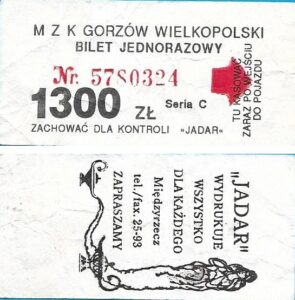 M Z K GORZÓW WIELKOPOLSKI
BILET JEDNORAZOWY
Nr. 5780324
1300 ZŁ Seria C
ZACHOWAĆ DLA KONTROLI "JADAR"
TU KASOWAĆ
ZARAZ PO WEJŚCIU
DO POJAZDU
"JADAR"
WYDRUKUJE
WSZYSTKO
DLA KAŻDEGO
Międzyrzecz
tel./fax. 25-93
ZAPRASZAMY